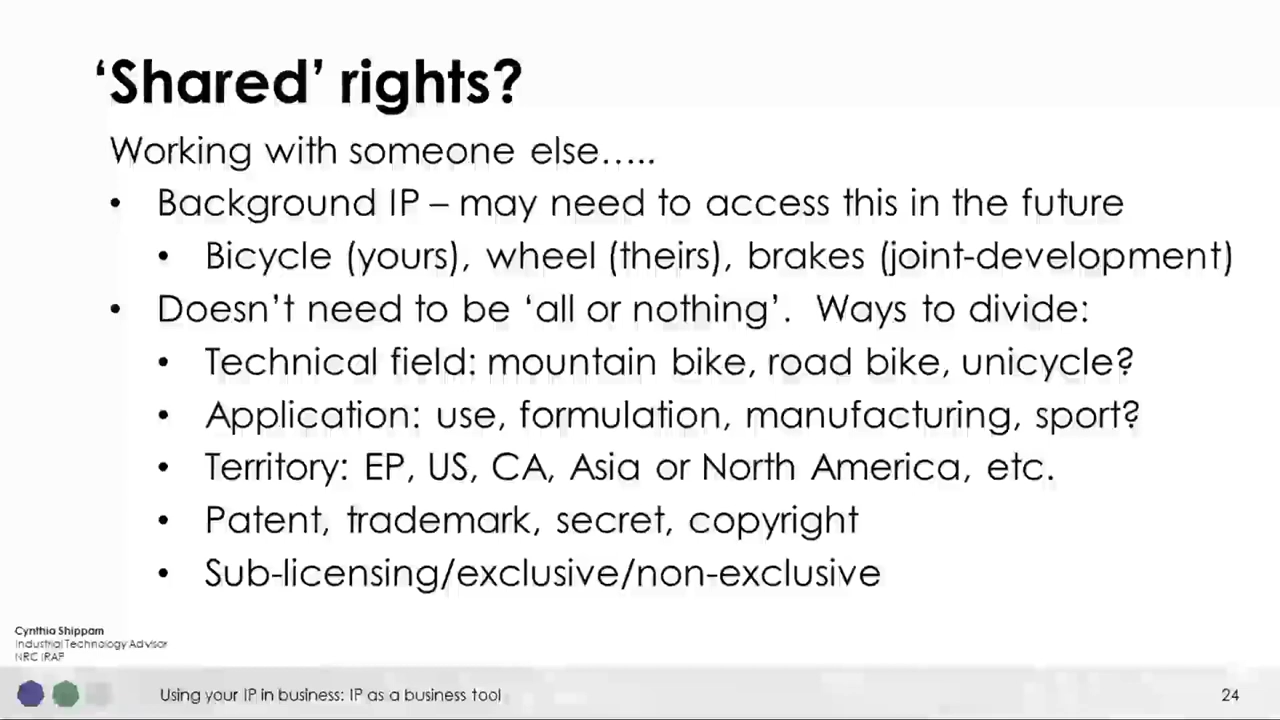 ‘Shared’ rights?
Working with someone else…..
• Background IP – may need to access this in the future
• Bicycle (yours), wheel (theirs), brakes (joint-development)
• Doesn’t need to be ‘all or nothing’. Ways to divide:
• Technical field: mountain bike, road bike, unicycle?
• Application: use, formulation, manufacturing, sport?
• Territory: EP, US, CA, Asia or North America, etc.
• Patent, trademark, secret, copyright
• Sub-licensing/exclusive/non-exclusive
Cynthia Shippam
Industrial Technology Advisor
NRC IRAP
Using your IP in business: IP as a business tool
24